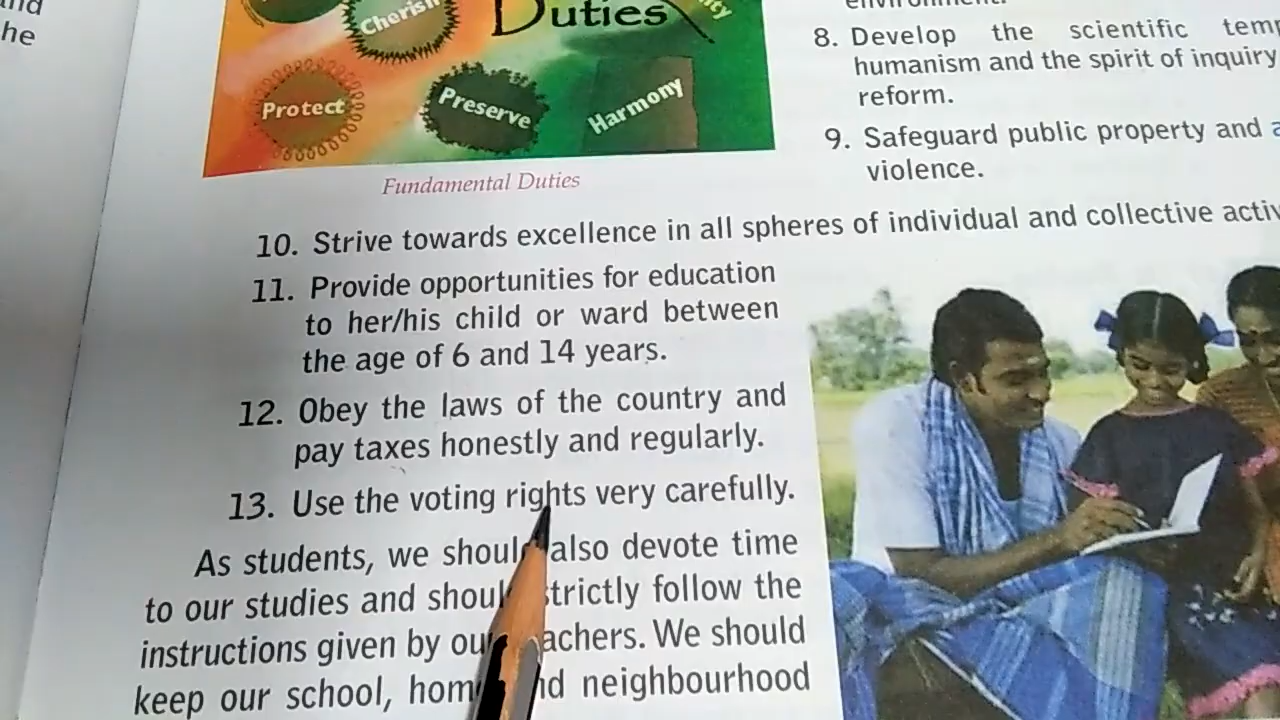 he
Cherish
Duties
Protect
Preserve
Harmony
Fundamental Duties
8. Develop the scientific
humanism and the spirit of inquiry
reform.
9. Safeguard public property and
violence.
10. Strive towards excellence in all spheres of individual and collective
11. Provide opportunities for education
to her/his child or ward between
the age of 6 and 14 years.
12. Obey the laws of the country and
pay taxes honestly and regularly.
13. Use the voting rights very carefully.
As students, we should also devote time
to our studies and should strictly follow the
instructions given by our teachers. We should
keep our school, home and neighbourhood